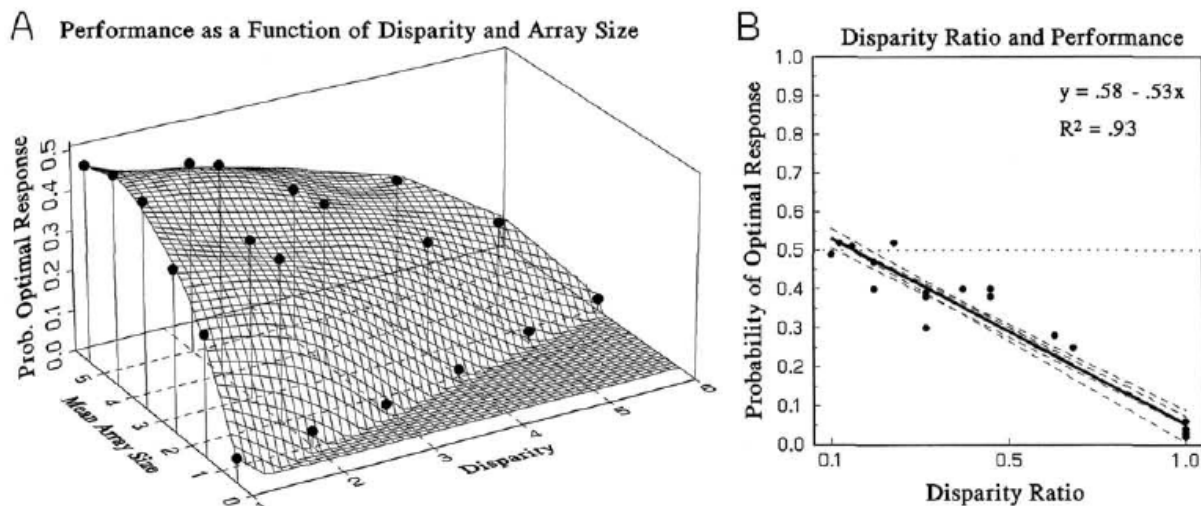 A Performance as a Function of Disparity and Array Size
Prob. Optimal Response
0.0 0.1 0.2 0.3 0.4 0.5
Mean Array Size
5 4 3 2 1 0
Disparity
2 3 4
B Disparity Ratio and Performance
y = .58 - .53x
R² = .93
Probability of Optimal Response
1.0
0.9
0.8
0.7
0.6
0.5
0.4
0.3
0.2
0.1
0.0
0.1 0.5 1.0
Disparity Ratio